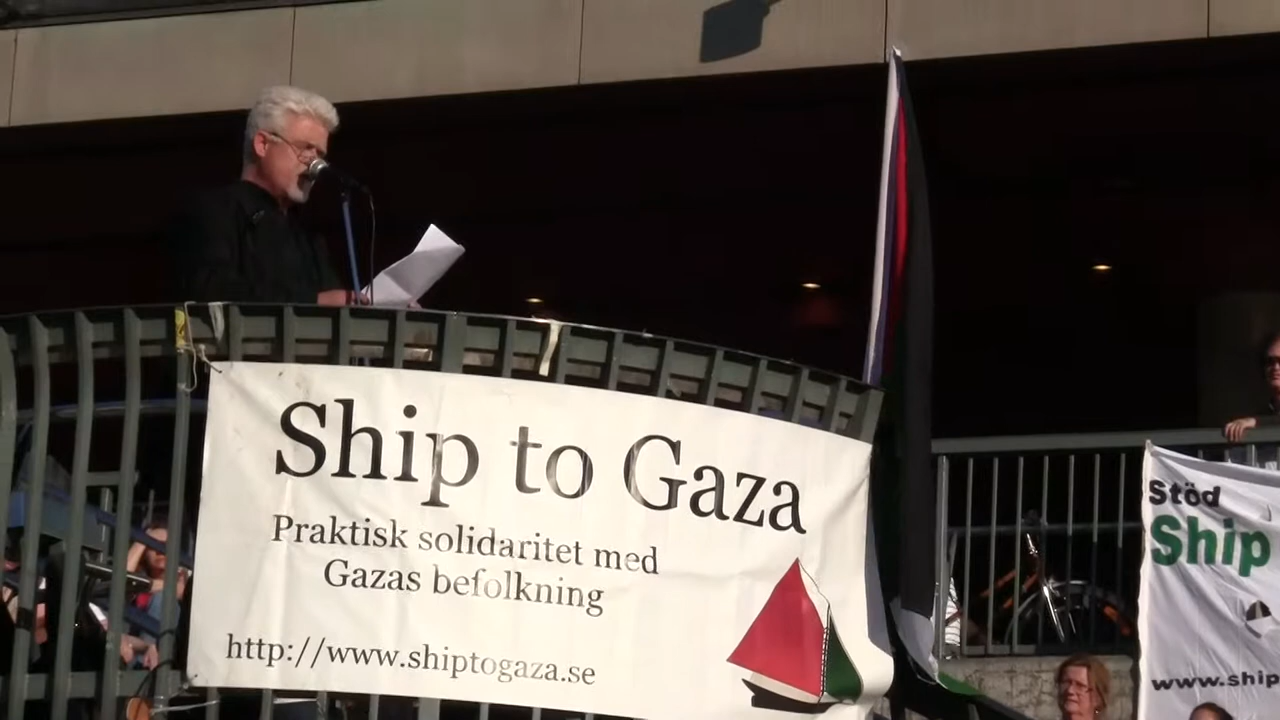 Ship to Gaza
Praktisk solidaritet med
Gazas befolkning
http://www.shiptogaza.se
Stöd
Ship
www.ship